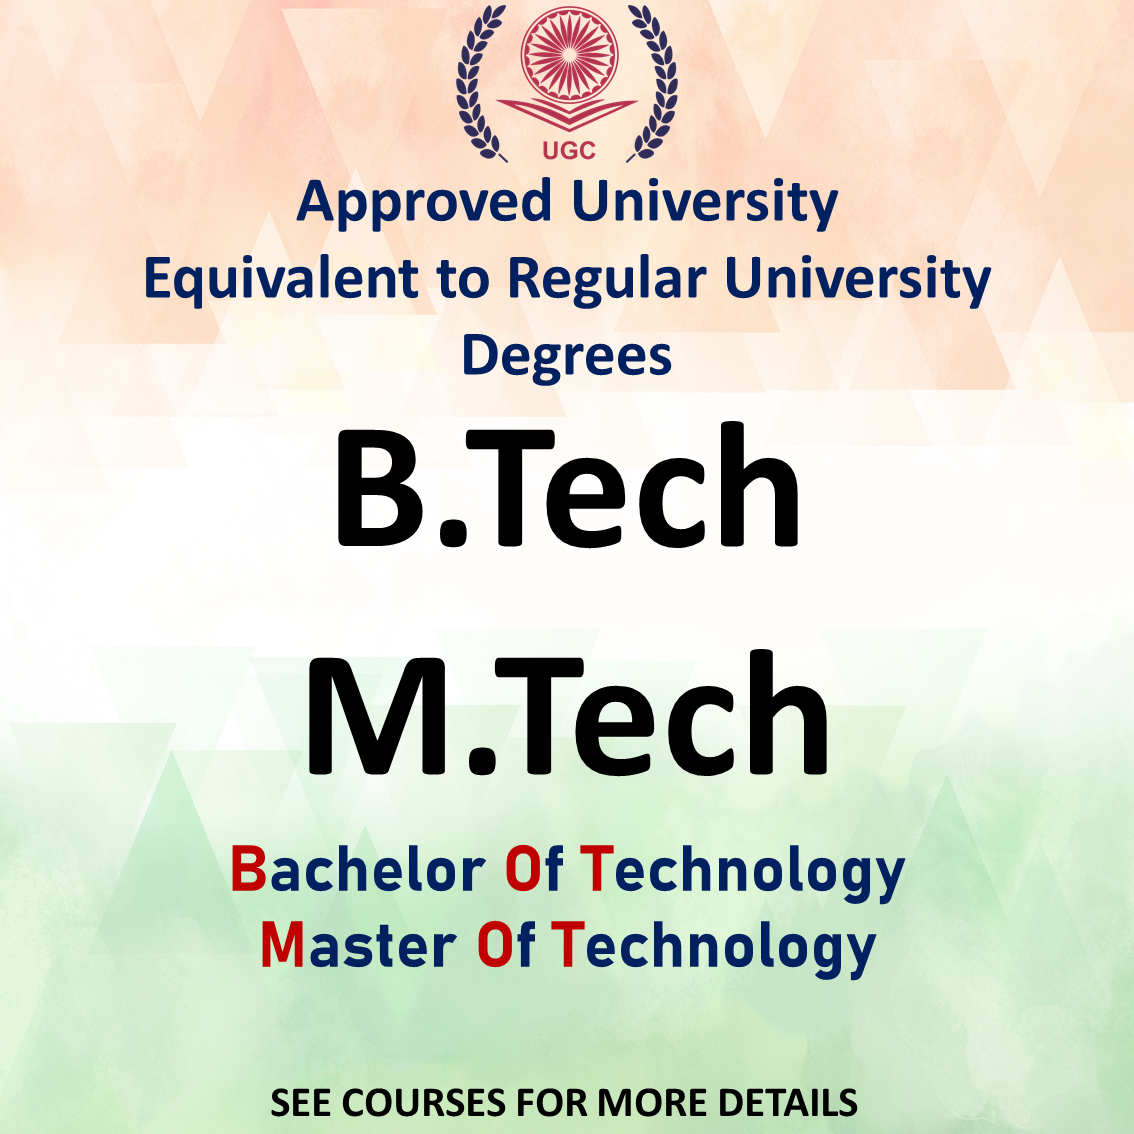 UGC
Approved University
Equivalent to Regular University
Degrees
B.Tech
M.Tech
Bachelor Of Technology
Master Of Technology
SEE COURSES FOR MORE DETAILS